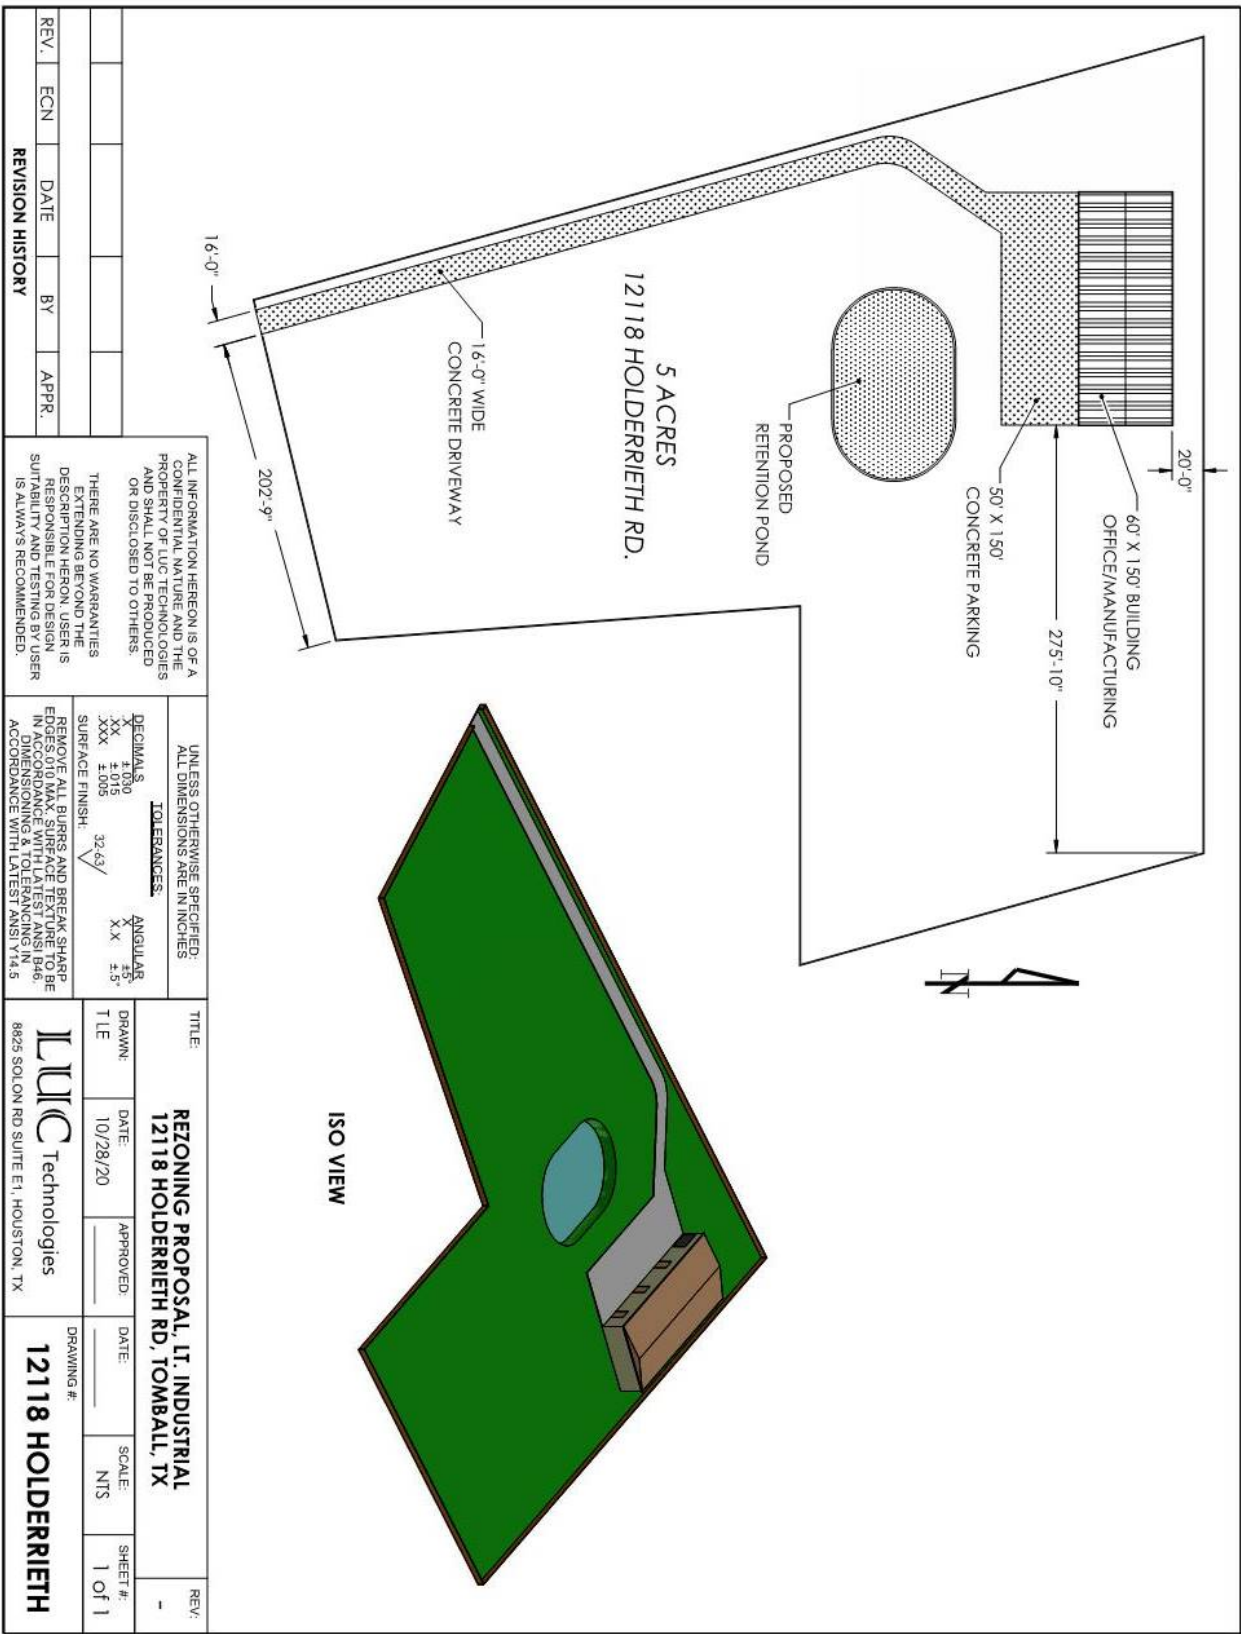 20'-0"
60' X 150' BUILDING
OFFICE/MANUFACTURING
275'-10"
50' X 150'
CONCRETE PARKING
PROPOSED
RETENTION POND
5 ACRES
12118 HOLDERRIETH RD.
16'-0" WIDE
CONCRETE DRIVEWAY
16'-0"
202'-9"
N
ISO VIEW
REV.
ECN
DATE
BY
APPR.
REVISION HISTORY
ALL INFORMATION HEREON IS OF A
CONFIDENTIAL NATURE AND THE
PROPERTY OF LUC TECHNOLOGIES
AND SHALL NOT BE PRODUCED
OR DISCLOSED TO OTHERS.
THERE ARE NO WARRANTIES
EXTENDING BEYOND THE
DESCRIPTION HERON. USER IS
RESPONSIBLE FOR DESIGN
SUITABILITY AND TESTING BY USER
IS ALWAYS RECOMMENDED.
UNLESS OTHERWISE SPECIFIED:
ALL DIMENSIONS ARE IN INCHES
TOLERANCES:
DECIMALS ANGULAR
.X ±.030 X ±5°
.XX ±.015 X.X ±.5°
.XXX ±.005
SURFACE FINISH: 32-63
REMOVE ALL BURRS AND BREAK SHARP
EDGES.010 MAX. SURFACE TEXTURE TO BE
IN ACCORDANCE WITH LATEST ANSI B46.
DIMENSIONING & TOLERANCING IN
ACCORDANCE WITH LATEST ANSI Y14.5
TITLE:
REZONING PROPOSAL, LT. INDUSTRIAL
12118 HOLDERRIETH RD, TOMBALL, TX
REV:
-
DRAWN:
T LE
DATE:
10/28/20
APPROVED:
DATE:
SCALE:
NTS
SHEET #:
1 of 1
LUC Technologies
8825 SOLON RD SUITE E1, HOUSTON, TX
DRAWING #:
12118 HOLDERRIETH